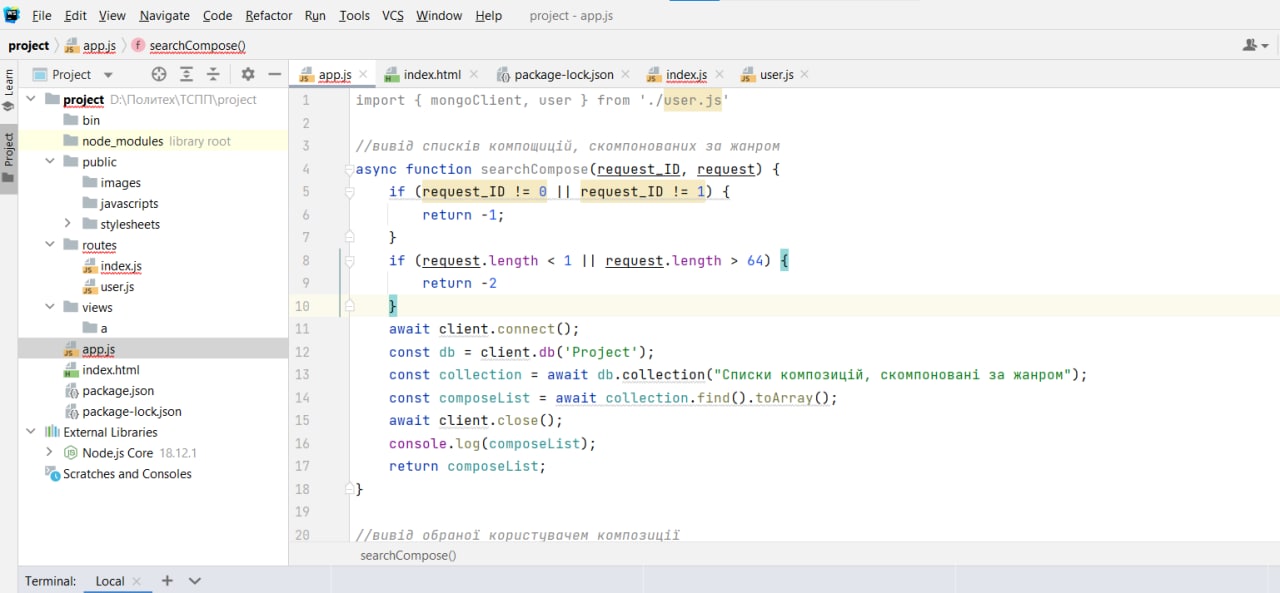 File Edit View Navigate Code Refactor Run Tools VCS Window Help project - app.js
project app.js searchCompose()
Learn
Project
Project
project D:\Политех\ТСПП\project
bin
node_modules library root
public
images
javascripts
stylesheets
routes
index.js
user.js
views
a
app.js
index.html
package.json
package-lock.json
External Libraries
Node.js Core 18.12.1
Scratches and Consoles
app.js index.html package-lock.json index.js user.js
1 import { mongoClient, user } from './user.js'
2
3 //вивід списків компощицій, скомпонованих за жанром
4 async function searchCompose(request_ID, request) {
5 if (request_ID != 0 || request_ID != 1) {
6 return -1;
7 }
8 if (request.length < 1 || request.length > 64) {
9 return -2
10 }
11 await client.connect();
12 const db = client.db('Project');
13 const collection = await db.collection("Списки композицій, скомпоновані за жанром");
14 const composeList = await collection.find().toArray();
15 await client.close();
16 console.log(composeList);
17 return composeList;
18 }
19
20 //вивід обраної користувачем композиції
searchCompose()
Terminal: Local